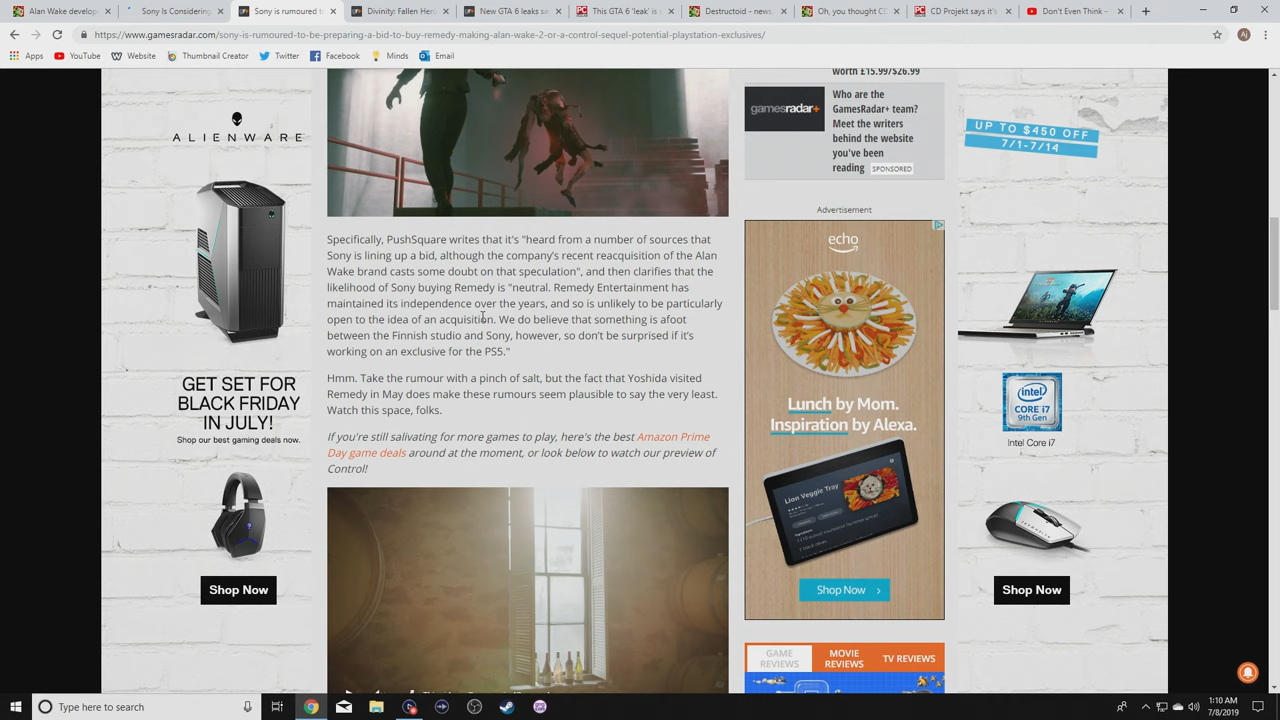 Alan Wake develop
Sony Is Considering
Sony is rumoured to
Divinity: Fallen Hero
New GTA 6 leaks sa
This GTA 6 'leak' is
Destructoid - news,
Oh, you thought CD
CD Projekt says it's
Don't Even Think –
https://www.gamesradar.com/sony-is-rumoured-to-be-preparing-a-bid-to-buy-remedy-making-alan-wake-2-or-a-control-sequel-potential-playstation-exclusives/
Apps
YouTube
Website
Thumbnail Creator
Twitter
Facebook
Minds
Email
ALIENWARE
GET SET FOR
BLACK FRIDAY
IN JULY!
Shop our best gaming deals now.
Shop Now
Specifically, PushSquare writes that it's "heard from a number of sources that
Sony is lining up a bid, although the company's recent reacquisition of the Alan
Wake brand casts some doubt on that speculation", and then clarifies that the
likelihood of Sony buying Remedy is "neutral. Remedy Entertainment has
maintained its independence over the years, and so is unlikely to be particularly
open to the idea of an acquisition. We do believe that something is afoot
between the Finnish studio and Sony, however, so don't be surprised if it's
working on an exclusive for the PS5."
Hmm. Take the rumour with a pinch of salt, but the fact that Yoshida visited
Remedy in May does make these rumours seem plausible to say the very least.
Watch this space, folks.
If you're still salivating for more games to play, here's the best Amazon Prime
Day game deals around at the moment, or look below to watch our preview of
Control!
worth £15.99/$26.99
gamesradar+
Who are the
GamesRadar+ team?
Meet the writers
behind the website
you've been
reading SPONSORED
Advertisement
echo
Lunch by Mom.
Inspiration by Alexa.
Lion Veggie Tray
Shop Now
GAME
REVIEWS
MOVIE
REVIEWS
TV REVIEWS
UP TO $450 OFF
7/1-7/14
intel
CORE i7
9th Gen
Intel Core i7
Shop Now
Type here to search
1:10 AM
7/8/2019